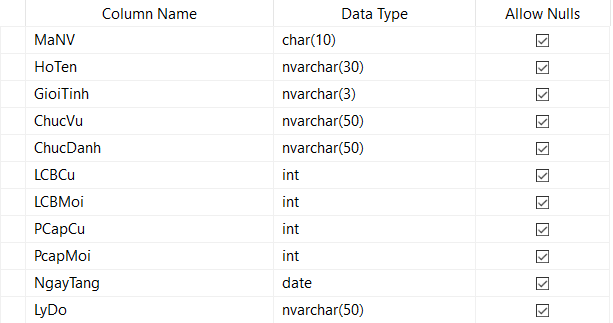 Column Name Data Type Allow Nulls
MaNV char(10)
HoTen nvarchar(30)
GioiTinh nvarchar(3)
ChucVu nvarchar(50)
ChucDanh nvarchar(50)
LCBCu int
LCBMoi int
PCapCu int
PcapMoi int
NgayTang date
LyDo nvarchar(50)